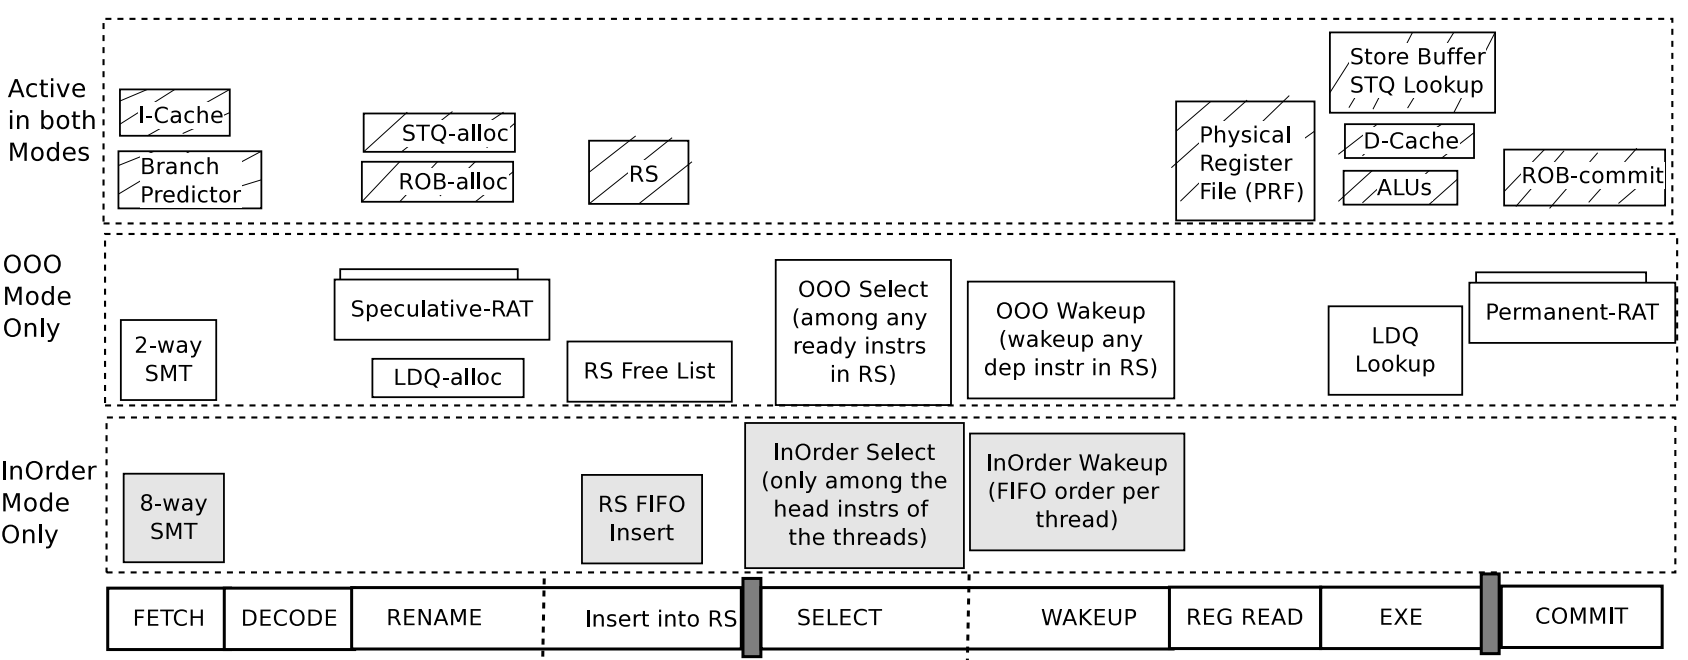 Active
in both
Modes
I-Cache
Branch
Predictor
STQ-alloc
ROB-alloc
RS
Physical
Register
File (PRF)
Store Buffer
STQ Lookup
D-Cache
ALUs
ROB-commit
OOO
Mode
Only
2-way
SMT
Speculative-RAT
LDQ-alloc
RS Free List
OOO Select
(among any
ready instrs
in RS)
OOO Wakeup
(wakeup any
dep instr in RS)
LDQ
Lookup
Permanent-RAT
InOrder
Mode
Only
8-way
SMT
RS FIFO
Insert
InOrder Select
(only among the
head instrs of
the threads)
InOrder Wakeup
(FIFO order per
thread)
FETCH
DECODE
RENAME
Insert into RS
SELECT
WAKEUP
REG READ
EXE
COMMIT